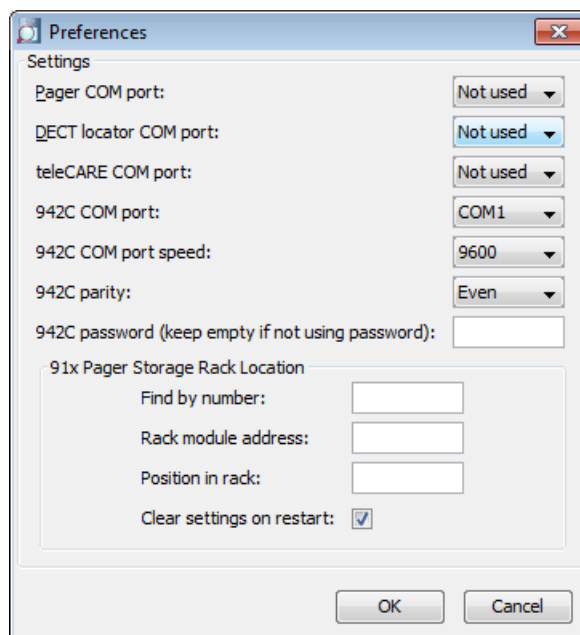 Preferences
Settings
Pager COM port: Not used
DECT locator COM port: Not used
teleCARE COM port: Not used
942C COM port: COM1
942C COM port speed: 9600
942C parity: Even
942C password (keep empty if not using password):
91x Pager Storage Rack Location
Find by number:
Rack module address:
Position in rack:
Clear settings on restart:
OK Cancel